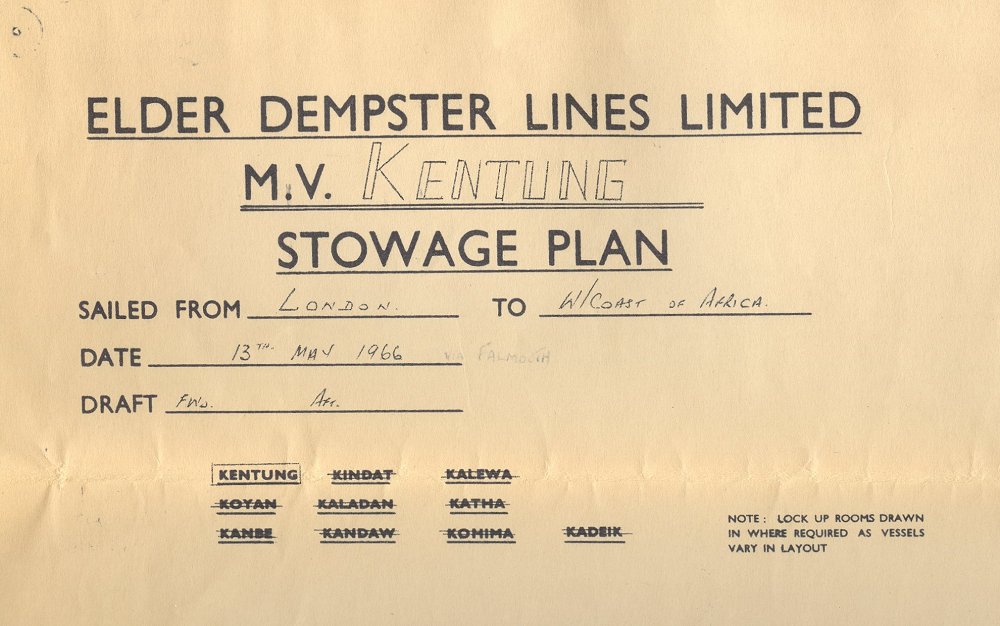 ELDER DEMPSTER LINES LIMITED
M.V. KENTUNG
STOWAGE PLAN
SAILED FROM LONDON. TO W/COAST OF AFRICA.
DATE 13TH. MAY 1966 VIA FALMOUTH
DRAFT FWD. AFT.
KENTUNG KINDAT KALEWA
KOYAN KALADAN KATHA
KANBE KANDAW KOHIMA KADEIK
NOTE: LOCK UP ROOMS DRAWN
IN WHERE REQUIRED AS VESSELS
VARY IN LAYOUT